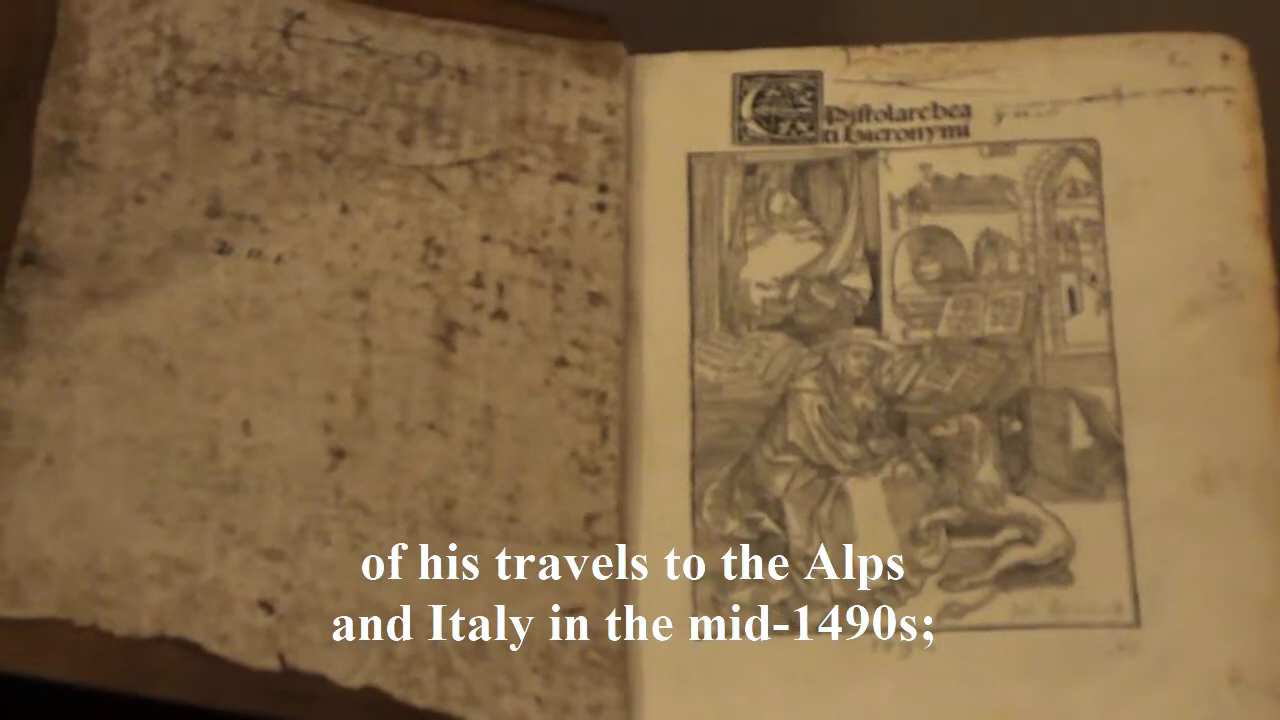 Epistolare bea
ti Hieronymi
of his travels to the Alps
and Italy in the mid-1490s;